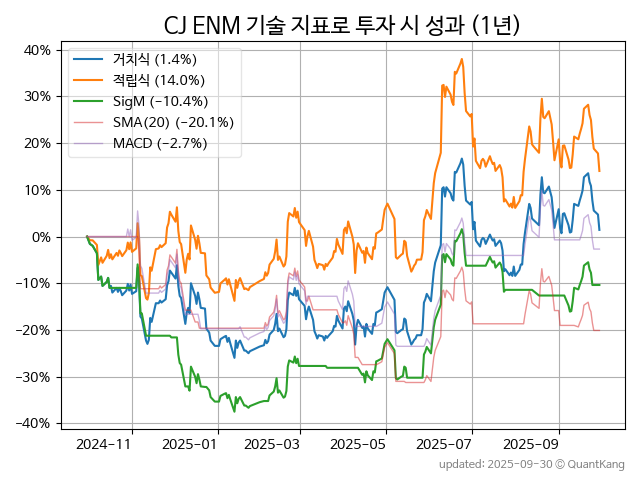 CJ ENM 기술 지표로 투자 시 성과 (1년)
거치식 (1.4%)
적립식 (14.0%)
SigM (−10.4%)
SMA(20) (−20.1%)
MACD (−2.7%)
40%
30%
20%
10%
0%
−10%
−20%
−30%
−40%
2024-11 2025-01 2025-03 2025-05 2025-07 2025-09
updated: 2025-09-30 © QuantKang